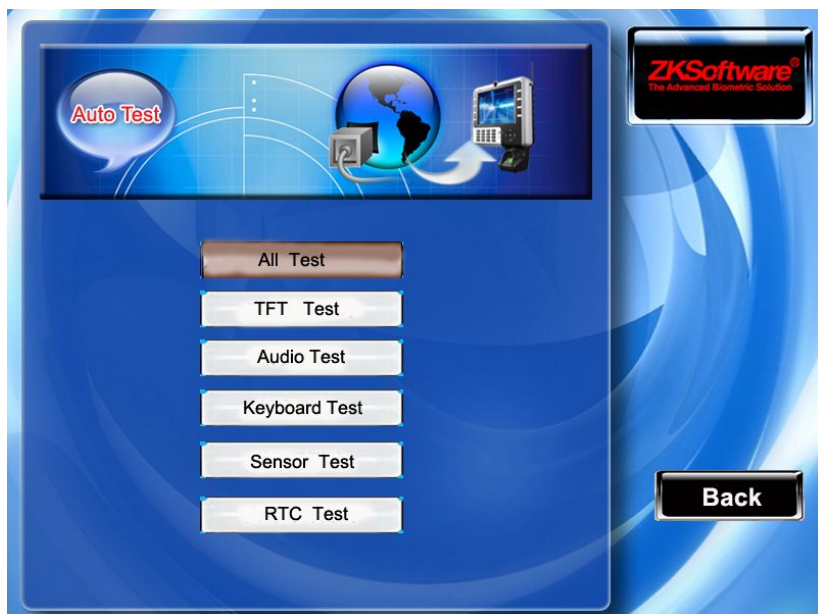 Auto Test
ZKSoftware®
The Advanced Biometric Solution
All Test
TFT Test
Audio Test
Keyboard Test
Sensor Test
RTC Test
Back